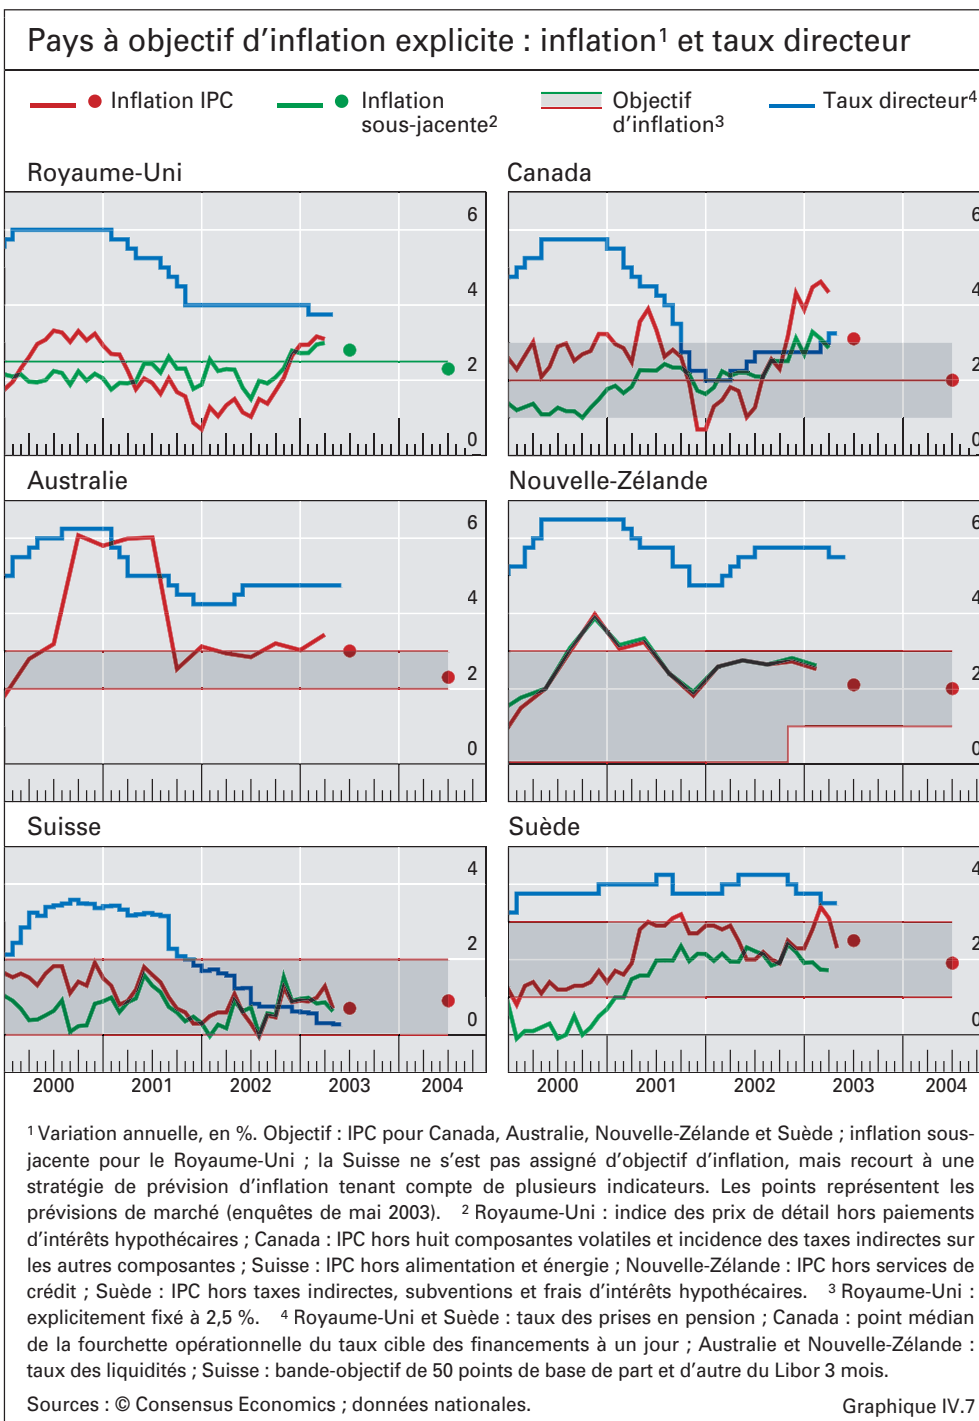 Pays à objectif d’inflation explicite : inflation¹ et taux directeur
Inflation IPC
Inflation sous-jacente²
Objectif d’inflation³
Taux directeur⁴
Royaume-Uni
6
4
2
0
Canada
6
4
2
0
Australie
6
4
2
0
Nouvelle-Zélande
6
4
2
0
Suisse
4
2
0
2000 2001 2002 2003 2004
Suède
4
2
0
2000 2001 2002 2003 2004
¹ Variation annuelle, en %. Objectif : IPC pour Canada, Australie, Nouvelle-Zélande et Suède ; inflation sous-
jacente pour le Royaume-Uni ; la Suisse ne s'est pas assigné d'objectif d'inflation, mais recourt à une
stratégie de prévision d'inflation tenant compte de plusieurs indicateurs. Les points représentent les
prévisions de marché (enquêtes de mai 2003). ² Royaume-Uni : indice des prix de détail hors paiements
d'intérêts hypothécaires ; Canada : IPC hors huit composantes volatiles et incidence des taxes indirectes sur
les autres composantes ; Suisse : IPC hors alimentation et énergie ; Nouvelle-Zélande : IPC hors services de
crédit ; Suède : IPC hors taxes indirectes, subventions et frais d'intérêts hypothécaires. ³ Royaume-Uni :
explicitement fixé à 2,5 %. ⁴ Royaume-Uni et Suède : taux des prises en pension ; Canada : point médian
de la fourchette opérationnelle du taux cible des financements à un jour ; Australie et Nouvelle-Zélande :
taux des liquidités ; Suisse : bande-objectif de 50 points de base de part et d'autre du Libor 3 mois.
Sources : © Consensus Economics ; données nationales.
Graphique IV.7